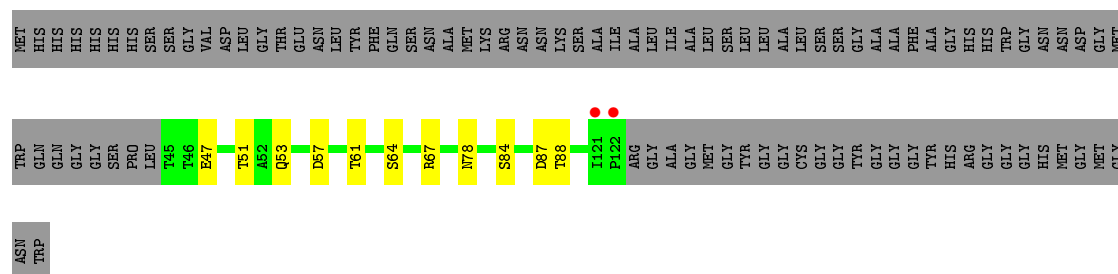 MET HIS HIS HIS HIS HIS HIS SER SER GLY VAL ASP LEU GLY THR GLU ASN LEU TYR PHE GLN SER ASN ALA MET LYS ARG ASN ASN LYS SER ALA ILE ALA LEU ILE ALA LEU SER LEU LEU ALA LEU SER SER GLY ALA ALA PHE ALA GLY HIS HIS TRP GLY ASN ASN ASP GLY MET
TRP GLN GLN GLY GLY SER PRO LEU T45 T46 E47 T51 A52 Q53 D57 T61 S64 R67 N78 S84 D87 T88 I121 P122 ARG GLY ALA GLY MET GLY TYR GLY GLY CYS GLY GLY TYR GLY GLY GLY TYR HIS ARG GLY GLY GLY HIS MET GLY MET GLY
ASN TRP